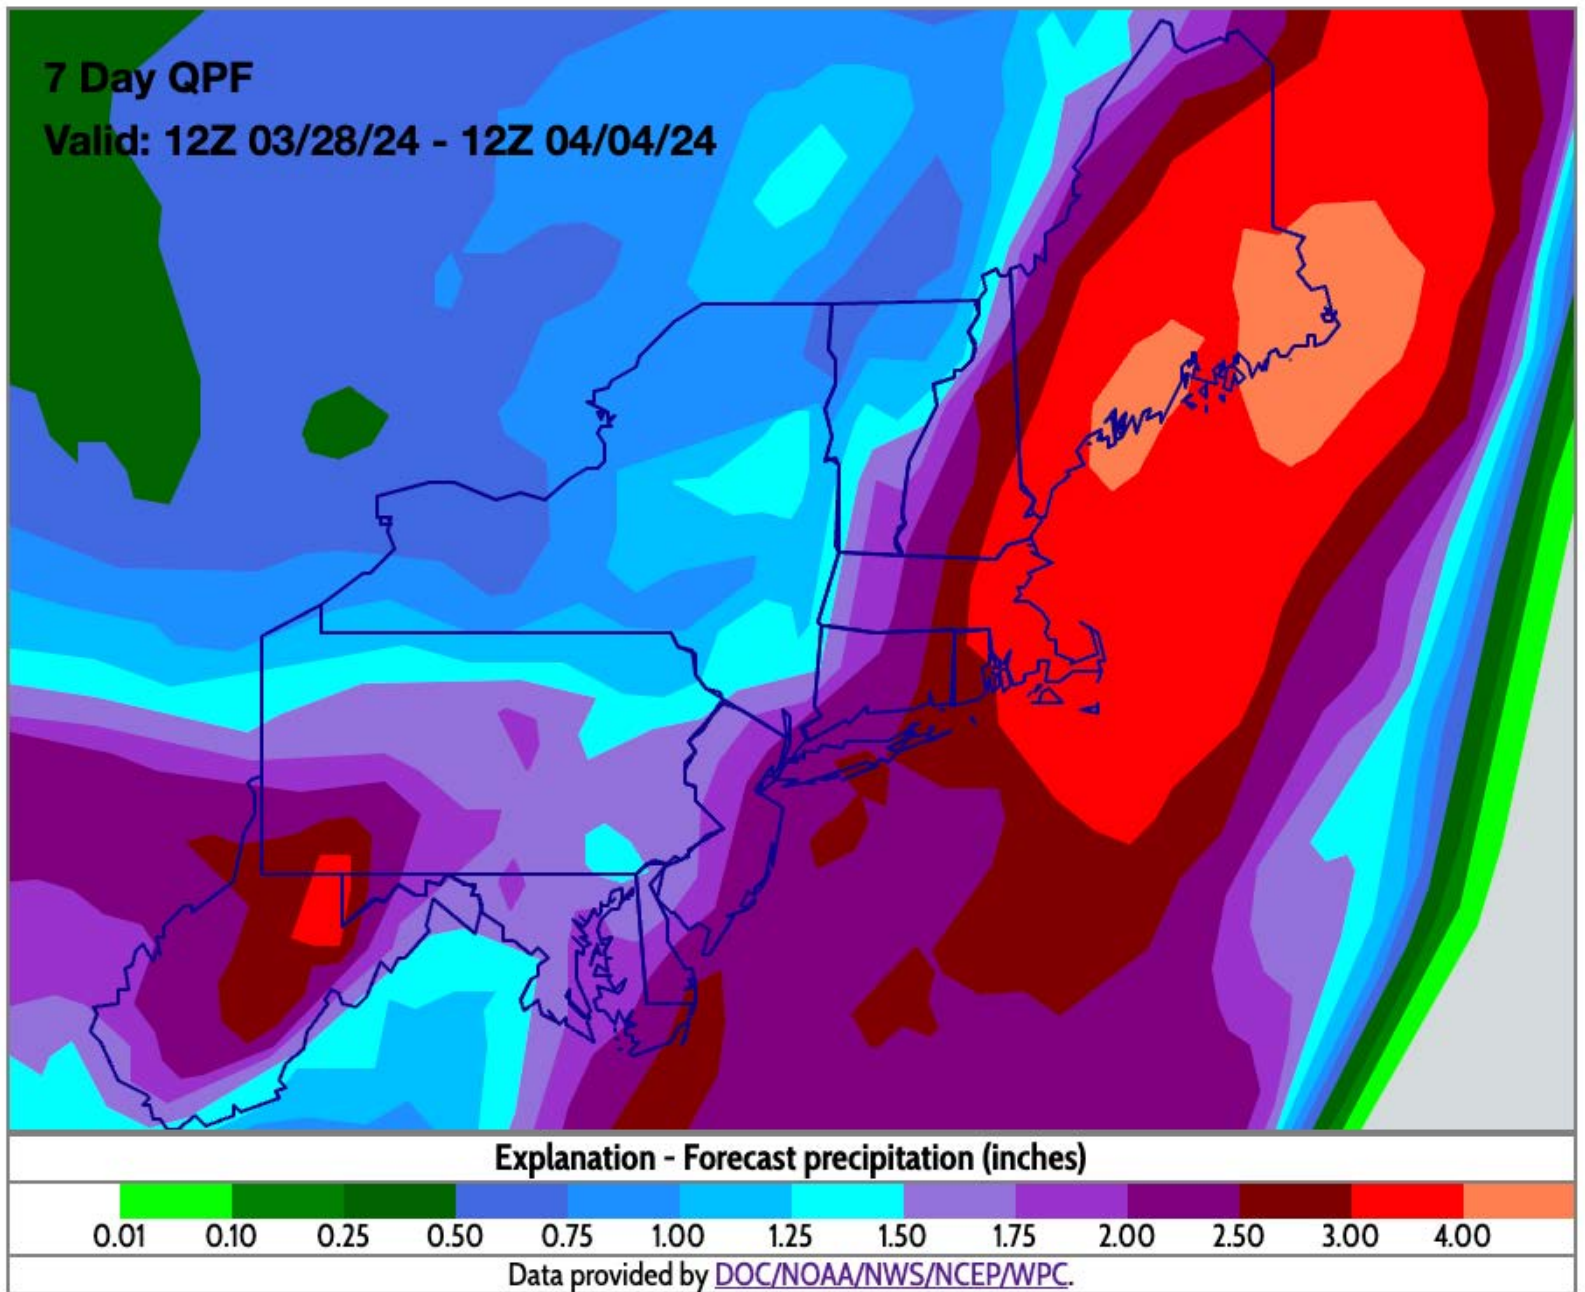 7 Day QPF
Valid: 12Z 03/28/24 - 12Z 04/04/24
Explanation - Forecast precipitation (inches)
0.01 0.10 0.25 0.50 0.75 1.00 1.25 1.50 1.75 2.00 2.50 3.00 4.00
Data provided by DOC/NOAA/NWS/NCEP/WPC.